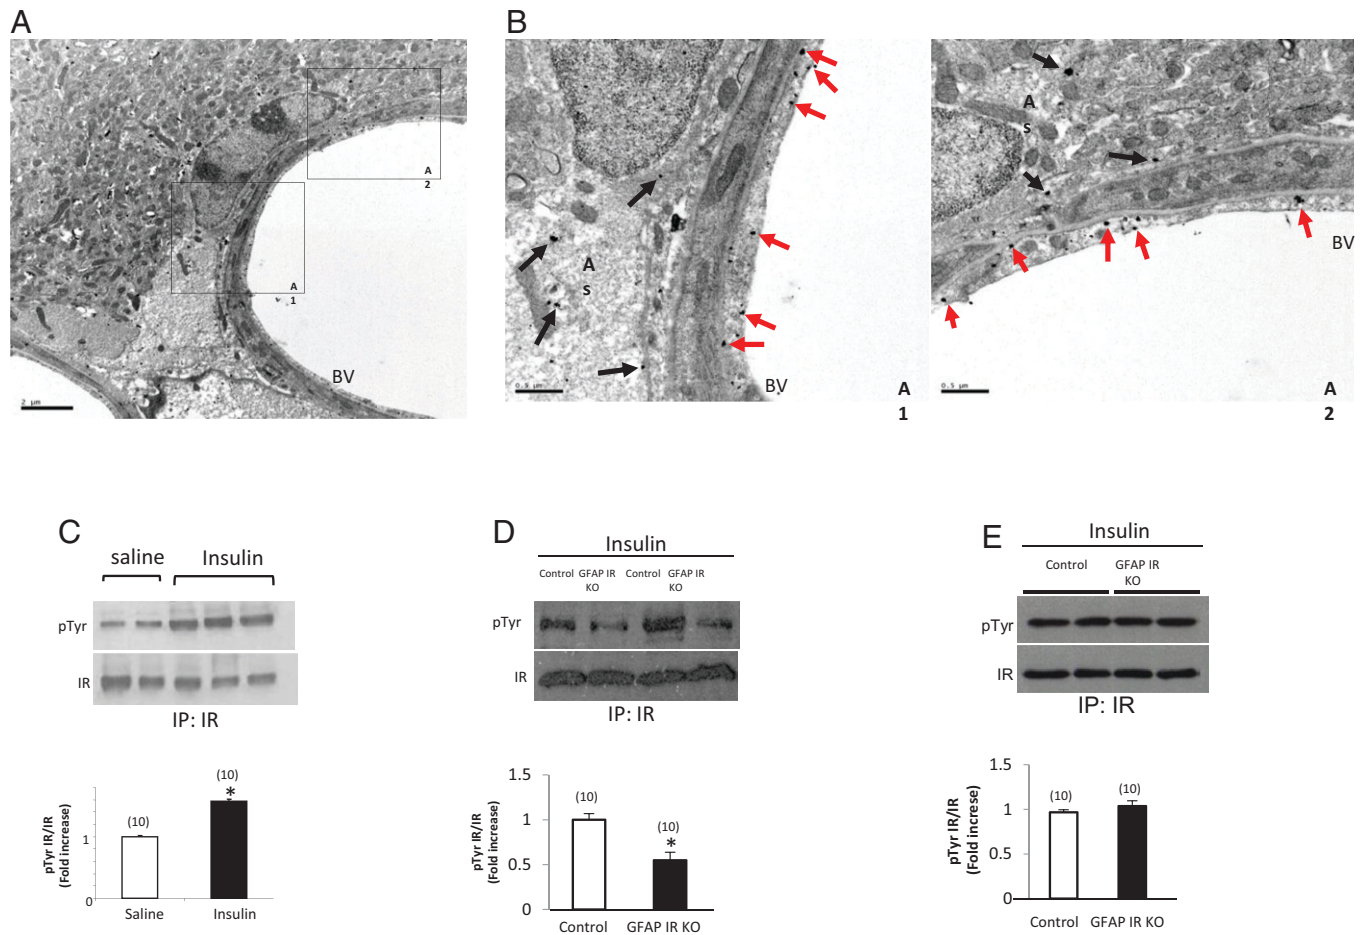 A
B
A
2
A
1
BV
2 µm
A
s
BV
0.5 µm
A
1
A
s
BV
0.5 µm
A
2
C
saline
Insulin
pTyr
IR
IP: IR
pTyr IR/IR
(Fold increase)
1
0
(10)
(10)
*
Saline
Insulin
D
Insulin
Control GFAP IR Control GFAP IR
KO KO
pTyr
IR
IP: IR
pTyr IR/IR
(Fold increase)
1.5
1
0.5
0
(10)
(10)
*
Control GFAP IR KO
E
Insulin
Control GFAP IR
KO
pTyr
IR
IP: IR
pTyr IR/IR
(Fold increse)
1.5
1
0.5
0
(10)
(10)
Control GFAP IR KO